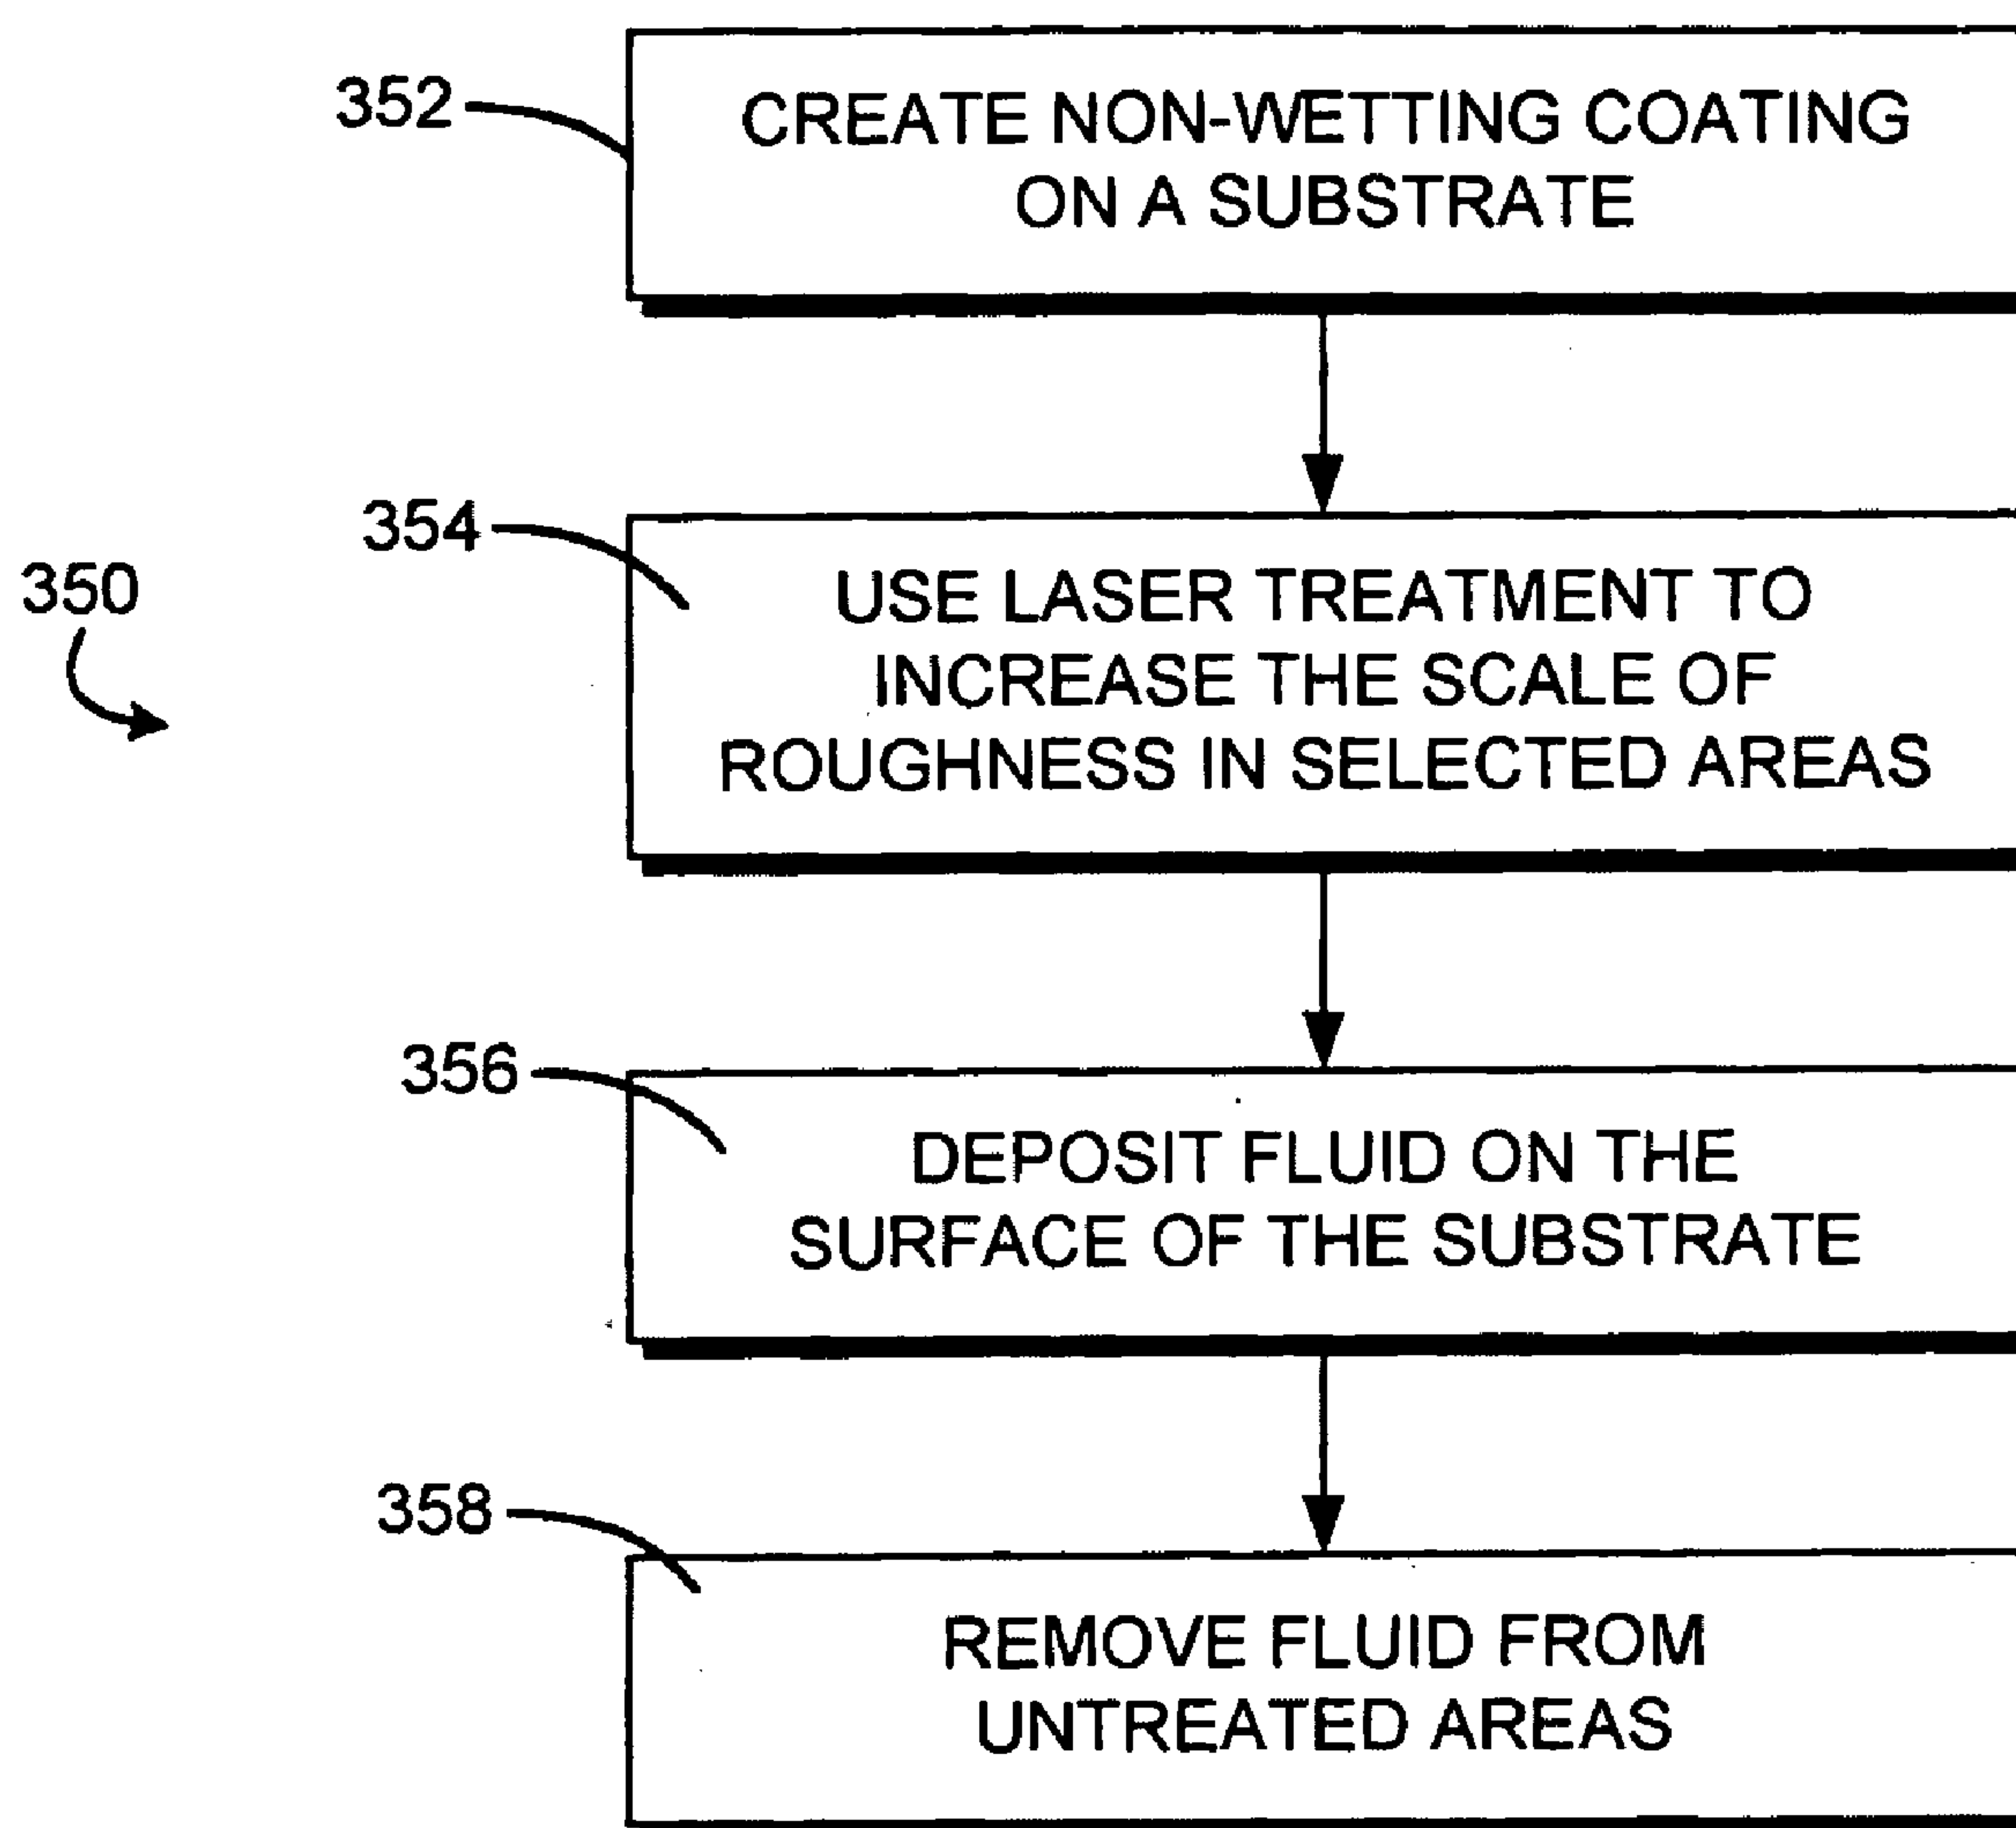 352
CREATE NON-WETTING COATING
ON A SUBSTRATE
354
350
USE LASER TREATMENT TO
INCREASE THE SCALE OF
ROUGHNESS IN SELECTED AREAS
356
DEPOSIT FLUID ON THE
SURFACE OF THE SUBSTRATE
358
REMOVE FLUID FROM
UNTREATED AREAS